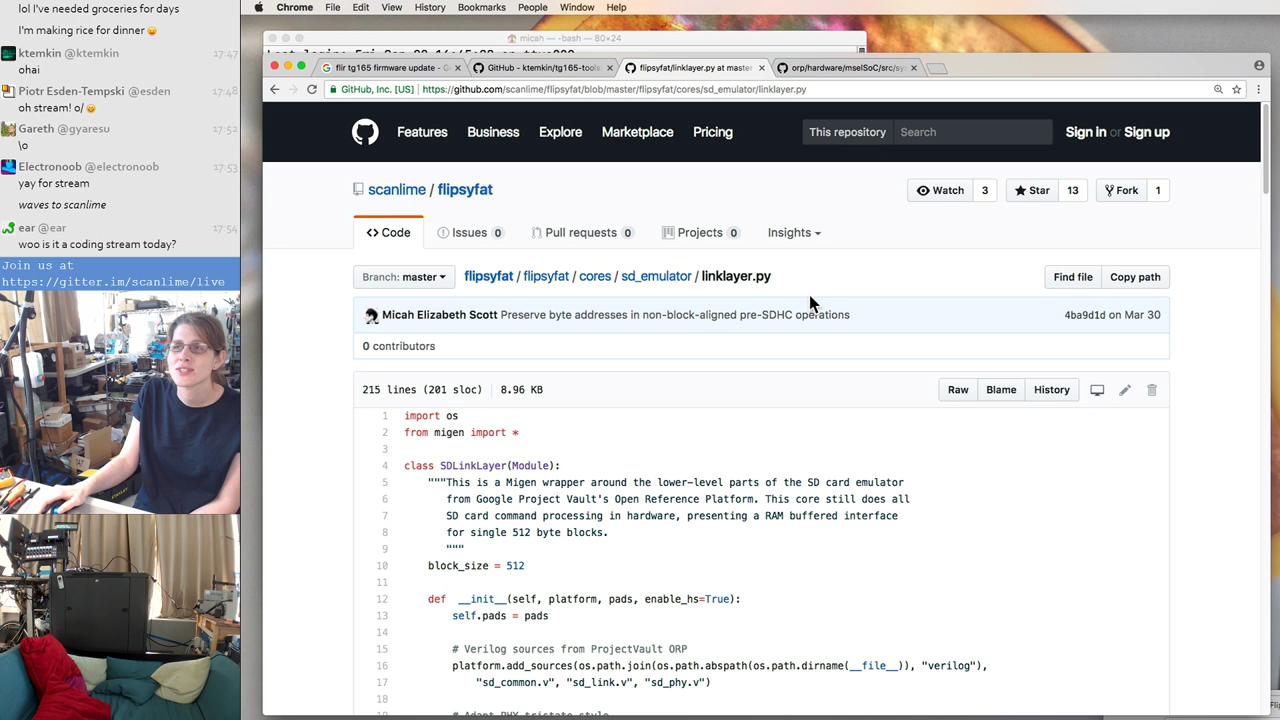 lol I've needed groceries for days
I'm making rice for dinner
ktemkin @ktemkin 17:47
ohai
Piotr Esden-Tempski @esden 17:48
oh stream! o/
Gareth @gyaresu 17:52
\o
Electronoob @electronoob 17:53
yay for stream
waves to scanlime
ear @ear 17:54
woo is it a coding stream today?
Join us at
https://gitter.im/scanlime/live
Chrome File Edit View History Bookmarks People Window Help
micah — — 80×24
flir tg165 firmware update - G
GitHub - ktemkin/tg165-tools
flipsyfat/linklayer.py at master
orp/hardware/mselSoC/src/sys
GitHub, Inc. [US] https://github.com/scanlime/flipsyfat/blob/master/flipsyfat/cores/sd_emulator/linklayer.py
Features Business Explore Marketplace Pricing This repository Search Sign in or Sign up
scanlime / flipsyfat Watch 3 Star 13 Fork 1
<> Code Issues 0 Pull requests 0 Projects 0 Insights
Branch: master flipsyfat / flipsyfat / cores / sd_emulator / linklayer.py Find file Copy path
Micah Elizabeth Scott Preserve byte addresses in non-block-aligned pre-SDHC operations 4ba9d1d on Mar 30
0 contributors
215 lines (201 sloc) 8.96 KB Raw Blame History
1 import os
2 from migen import *
3
4 class SDLinkLayer(Module):
5 """This is a Migen wrapper around the lower-level parts of the SD card emulator
6 from Google Project Vault's Open Reference Platform. This core still does all
7 SD card command processing in hardware, presenting a RAM buffered interface
8 for single 512 byte blocks.
9 """
10 block_size = 512
11
12 def __init__(self, platform, pads, enable_hs=True):
13 self.pads = pads
14
15 # Verilog sources from ProjectVault ORP
16 platform.add_sources(os.path.join(os.path.abspath(os.path.dirname(__file__)), "verilog"),
17 "sd_common.v", "sd_link.v", "sd_phy.v")
18
# Adapt PHY tristate style